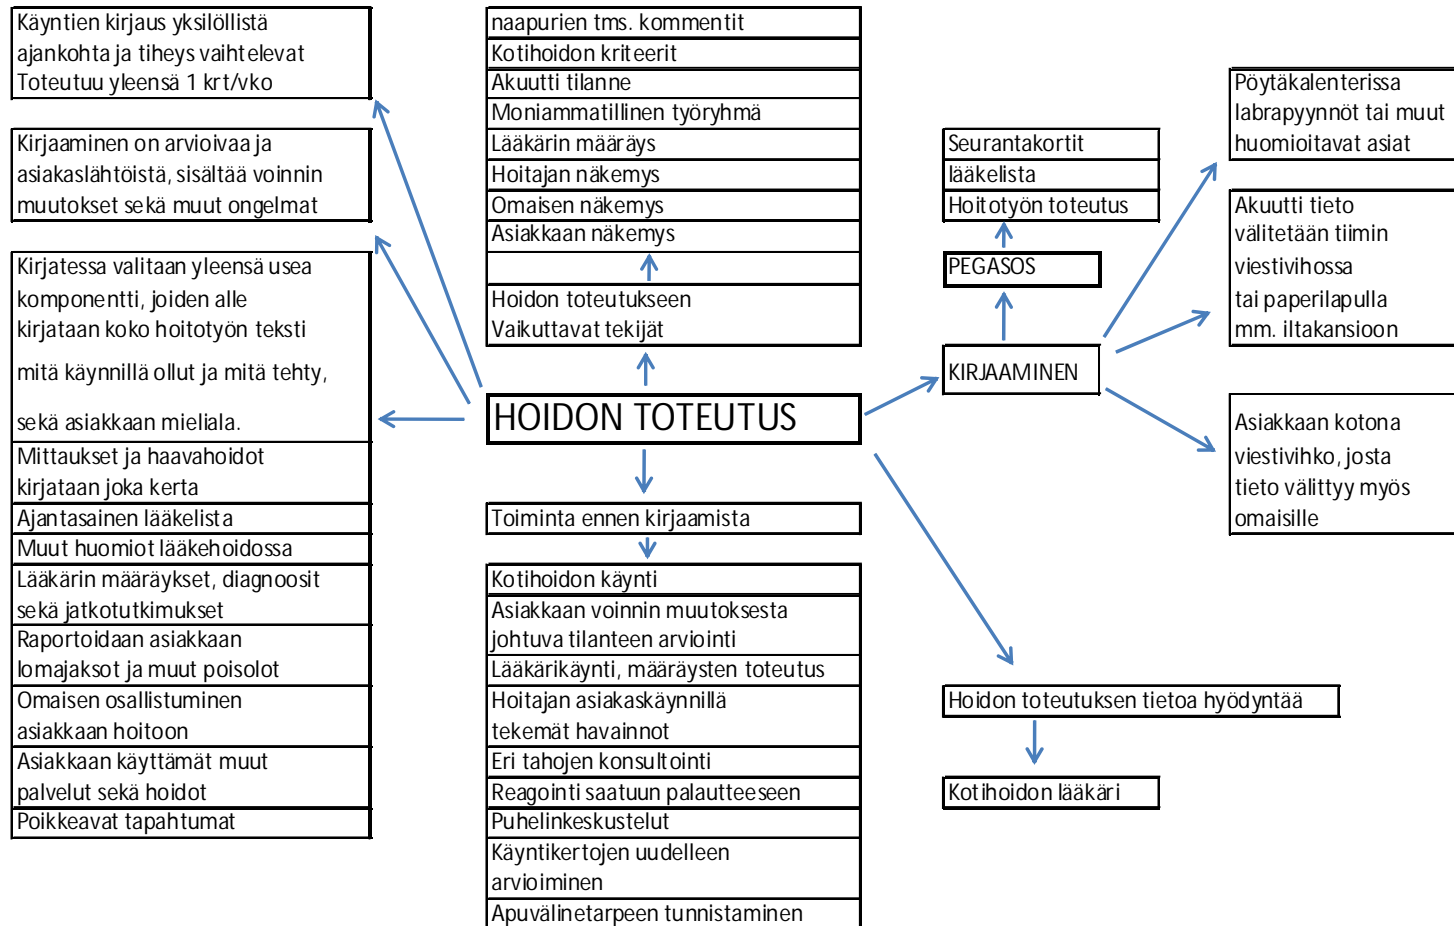 Käyntien kirjaus yksilöllistä
ajankohta ja tiheys vaihtelevat
Toteutuu yleensä 1 krt/vko
Kirjaaminen on arvioivaa ja
asiakaslähtöistä, sisältää voinnin
muutokset sekä muut ongelmat
Kirjatessa valitaan yleensä usea
komponentti, joiden alle
kirjataan koko hoitotyön teksti
mitä käynnillä ollut ja mitä tehty,
sekä asiakkaan mieliala.
Mittaukset ja haavahoidot
kirjataan joka kerta
Ajantasainen lääkelista
Muut huomiot lääkehoidossa
Lääkärin määräykset, diagnoosit
sekä jatkotutkimukset
Raportoidaan asiakkaan
lomajaksot ja muut poisolot
Omaisen osallistuminen
asiakkaan hoitoon
Asiakkaan käyttämät muut
palvelut sekä hoidot
Poikkeavat tapahtumat
naapurien tms. kommentit
Kotihoidon kriteerit
Akuutti tilanne
Moniammatillinen työryhmä
Lääkärin määräys
Hoitajan näkemys
Omaisen näkemys
Asiakkaan näkemys
Hoidon toteutukseen
Vaikuttavat tekijät
HOIDON TOTEUTUS
Toiminta ennen kirjaamista
Kotihoidon käynti
Asiakkaan voinnin muutoksesta
johtuva tilanteen arviointi
Lääkärikäynti, määräysten toteutus
Hoitajan asiakaskäynnillä
tekemät havainnot
Eri tahojen konsultointi
Reagointi saatuun palautteeseen
Puhelinkeskustelut
Käyntikertojen uudelleen
arvioiminen
Apuvälinetarpeen tunnistaminen
Seurantakortit
lääkelista
Hoitotyön toteutus
PEGASOS
KIRJAAMINEN
Hoidon toteutuksen tietoa hyödyntää
Kotihoidon lääkäri
Pöytäkalenterissa
labrapyynnöt tai muut
huomioitavat asiat
Akuutti tieto
välitetään tiimin
viestivihossa
tai paperilapulla
mm. iltakansioon
Asiakkaan kotona
viestivihko, josta
tieto välittyy myös
omaisille